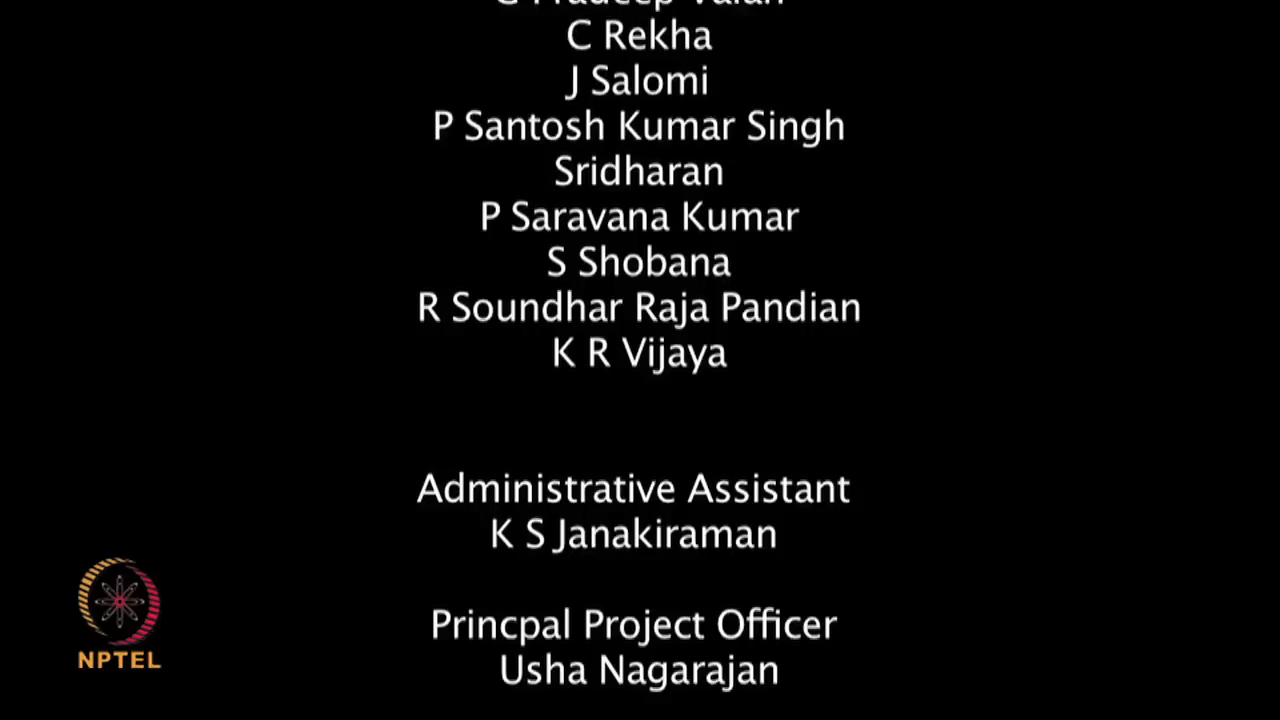 C Rekha
J Salomi
P Santosh Kumar Singh
Sridharan
P Saravana Kumar
S Shobana
R Soundhar Raja Pandian
K R Vijaya
Administrative Assistant
K S Janakiraman
Princpal Project Officer
Usha Nagarajan
NPTEL